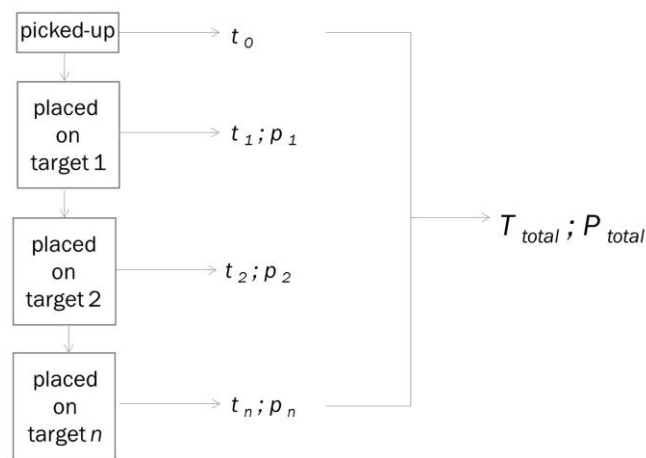 picked-up
t 0
placed
on
target 1
t 1 ; p 1
T total ; P total
placed
on
target 2
t 2 ; p 2
placed
on
target n
t n ; p n